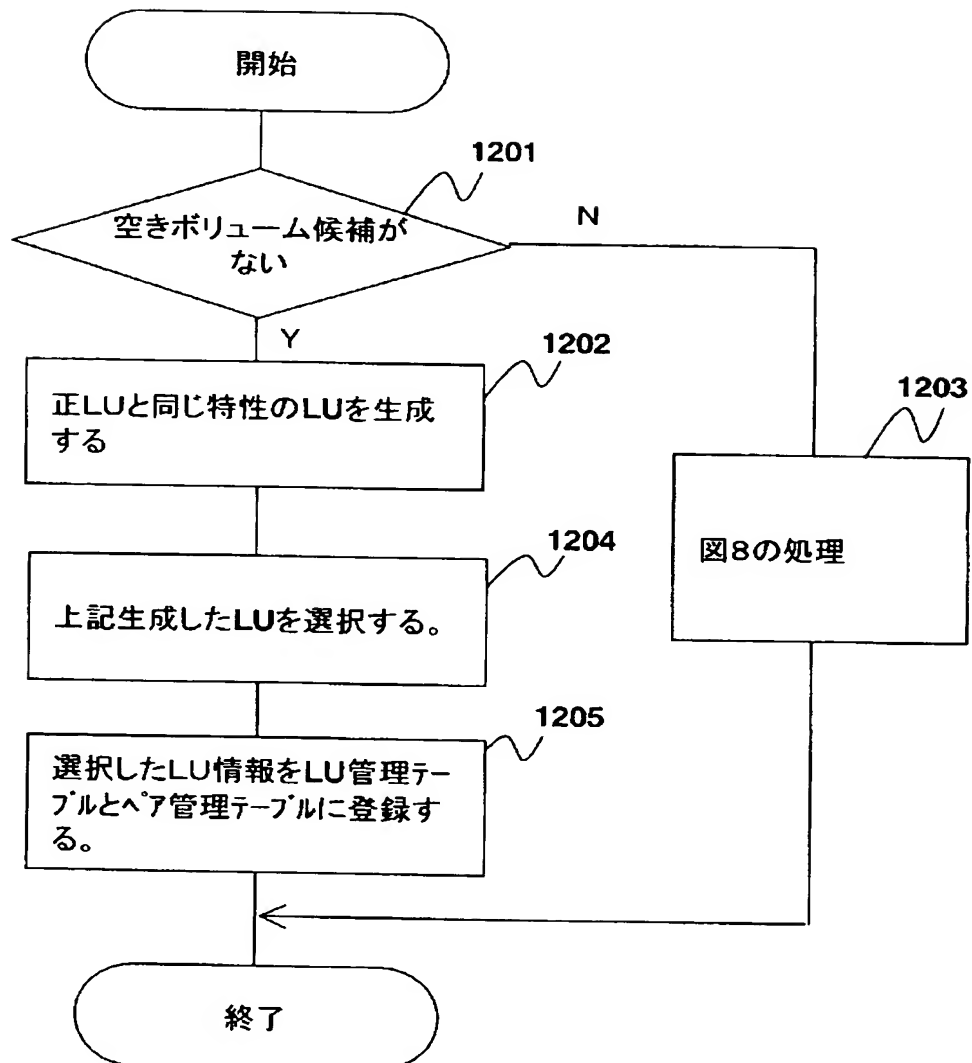 開始
1201
空きボリューム候補が
ない
N
Y
1202
正LUと同じ特性のLUを生成
する
1203
図8の処理
1204
上記生成したLUを選択する。
1205
選択したLU情報をLU管理テー
ブルとペア管理テーブルに登録す
る。
終了